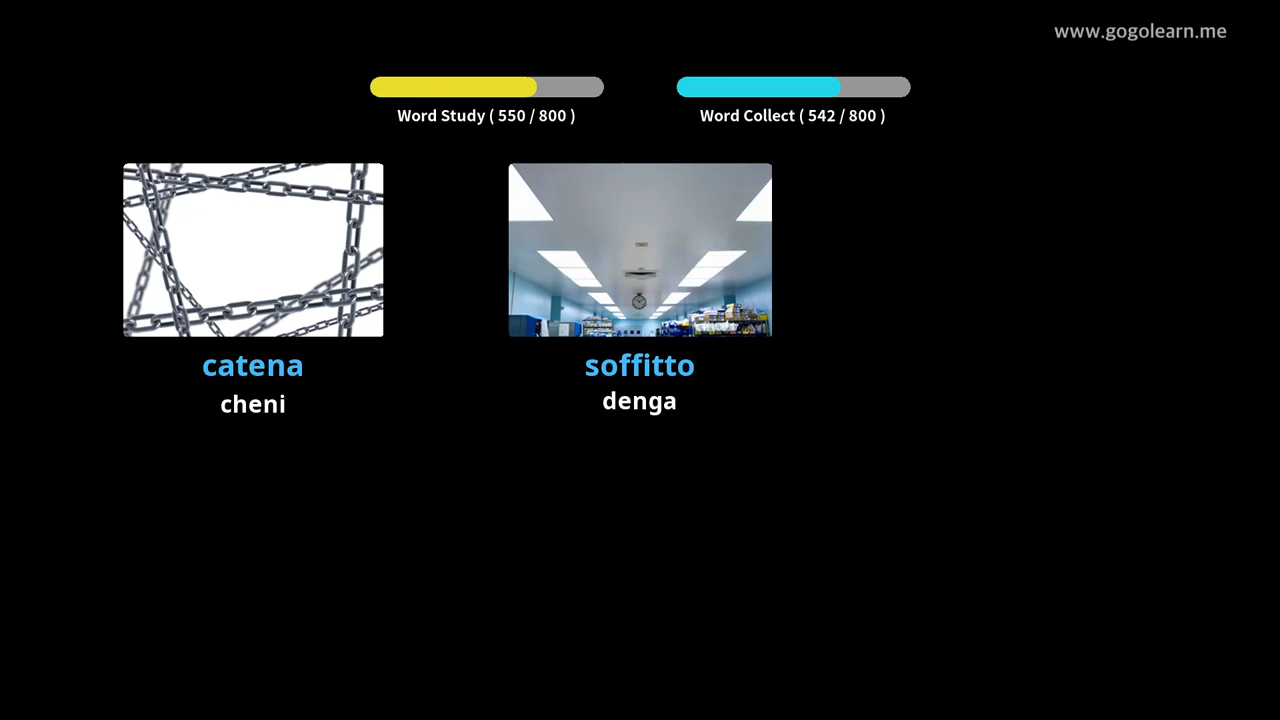 www.gogolearn.me
Word Study ( 550 / 800 )
Word Collect ( 542 / 800 )
catena
cheni
soffitto
denga